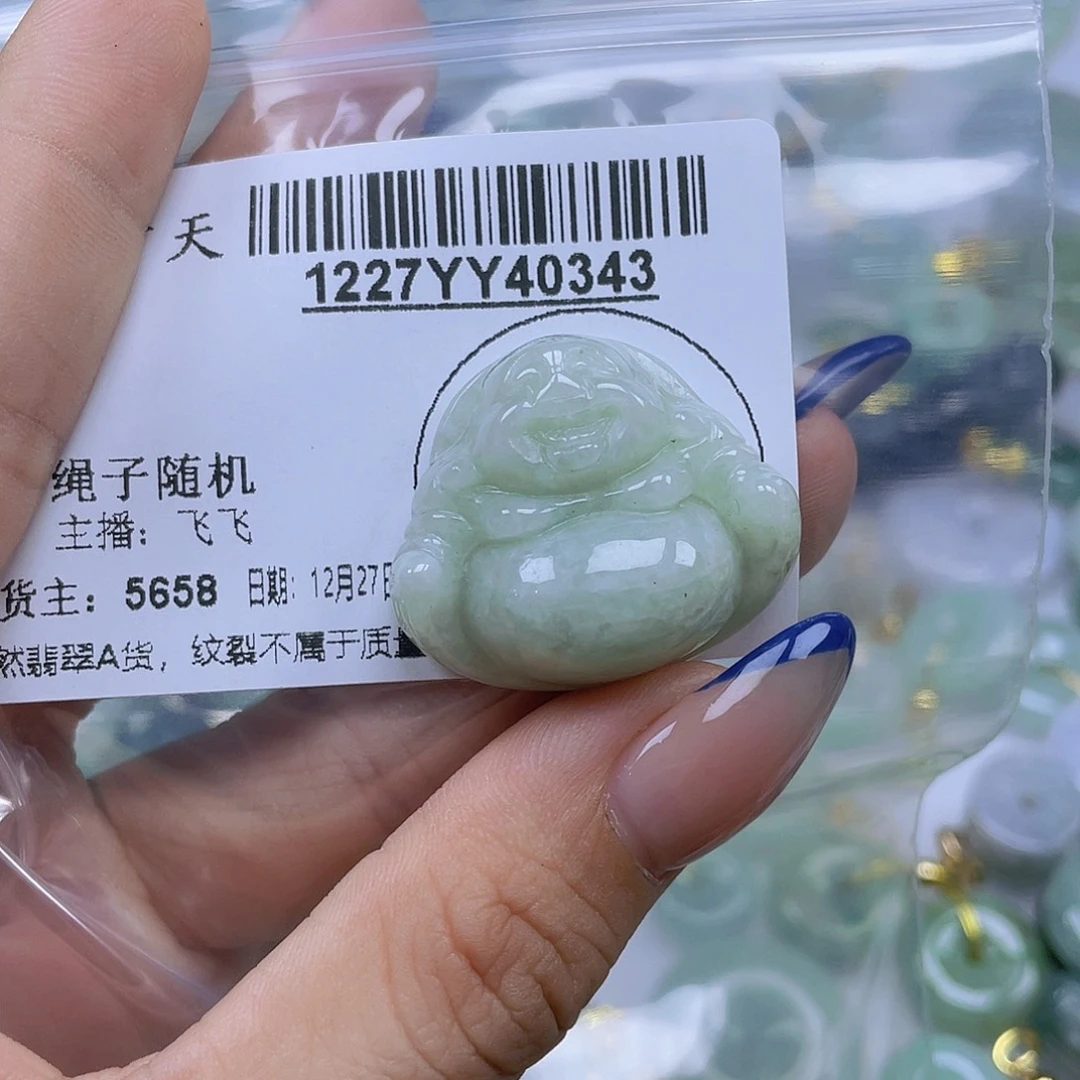 天
1227YY40343
绳子随机
主播：飞飞
货主：5658 日期：12月27日
然翡翠A货，纹裂不属于质量